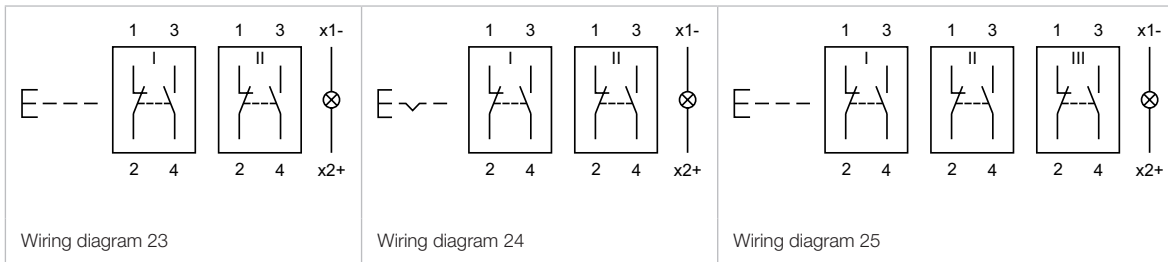 1 3 1 3 x1-
I II
2 4 2 4 x2+
Wiring diagram 23
1 3 1 3 x1-
I II
2 4 2 4 x2+
Wiring diagram 24
1 3 1 3 1 3 x1-
I II III
2 4 2 4 2 4 x2+
Wiring diagram 25